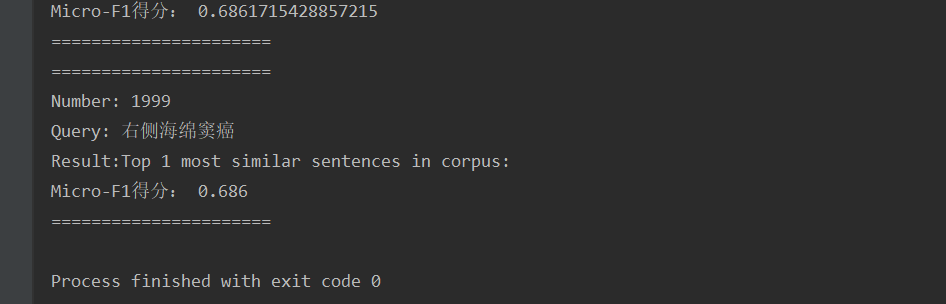 Micro-F1得分： 0.6861715428857215
======================
======================
Number: 1999
Query: 右侧海绵窦癌
Result:Top 1 most similar sentences in corpus:
Micro-F1得分： 0.686
======================
Process finished with exit code 0